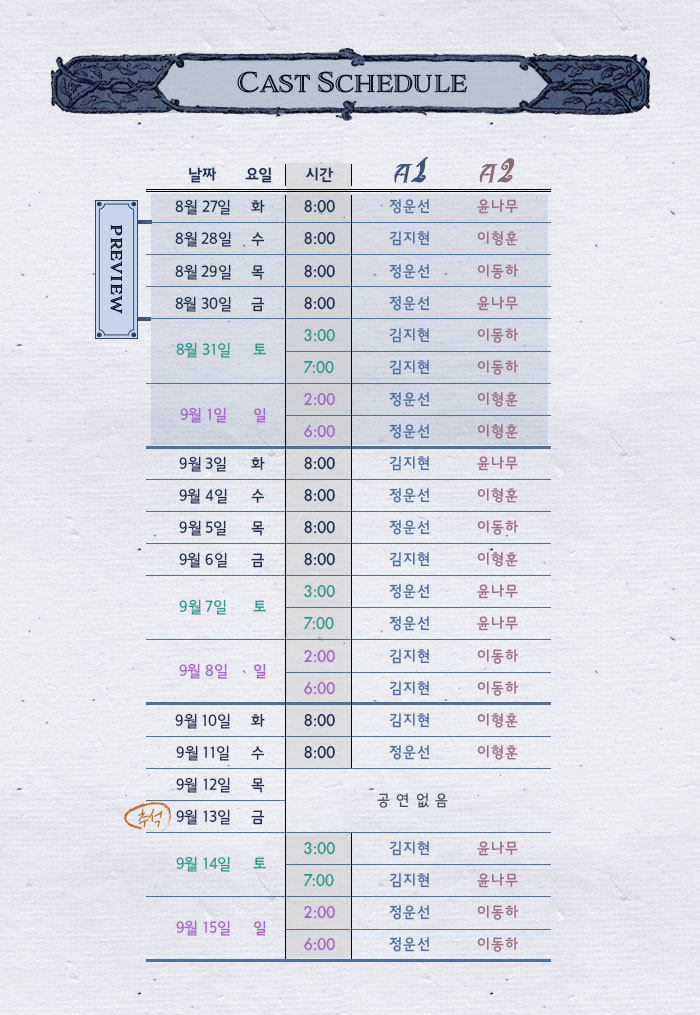 CAST SCHEDULE
날짜 요일 시간 A1 A2
PREVIEW
8월 27일 화 8:00 정운선 윤나무
8월 28일 수 8:00 김지현 이형훈
8월 29일 목 8:00 정운선 이동하
8월 30일 금 8:00 정운선 윤나무
8월 31일 토 3:00 김지현 이동하
7:00 김지현 이동하
9월 1일 일 2:00 정운선 이형훈
6:00 정운선 이형훈
9월 3일 화 8:00 김지현 윤나무
9월 4일 수 8:00 정운선 이형훈
9월 5일 목 8:00 정운선 이동하
9월 6일 금 8:00 김지현 이형훈
9월 7일 토 3:00 정운선 윤나무
7:00 정운선 윤나무
9월 8일 일 2:00 김지현 이동하
6:00 김지현 이동하
9월 10일 화 8:00 김지현 이형훈
9월 11일 수 8:00 정운선 이형훈
9월 12일 목
공연없음
추석 9월 13일 금
9월 14일 토 3:00 김지현 윤나무
7:00 김지현 윤나무
9월 15일 일 2:00 정운선 이동하
6:00 정운선 이동하